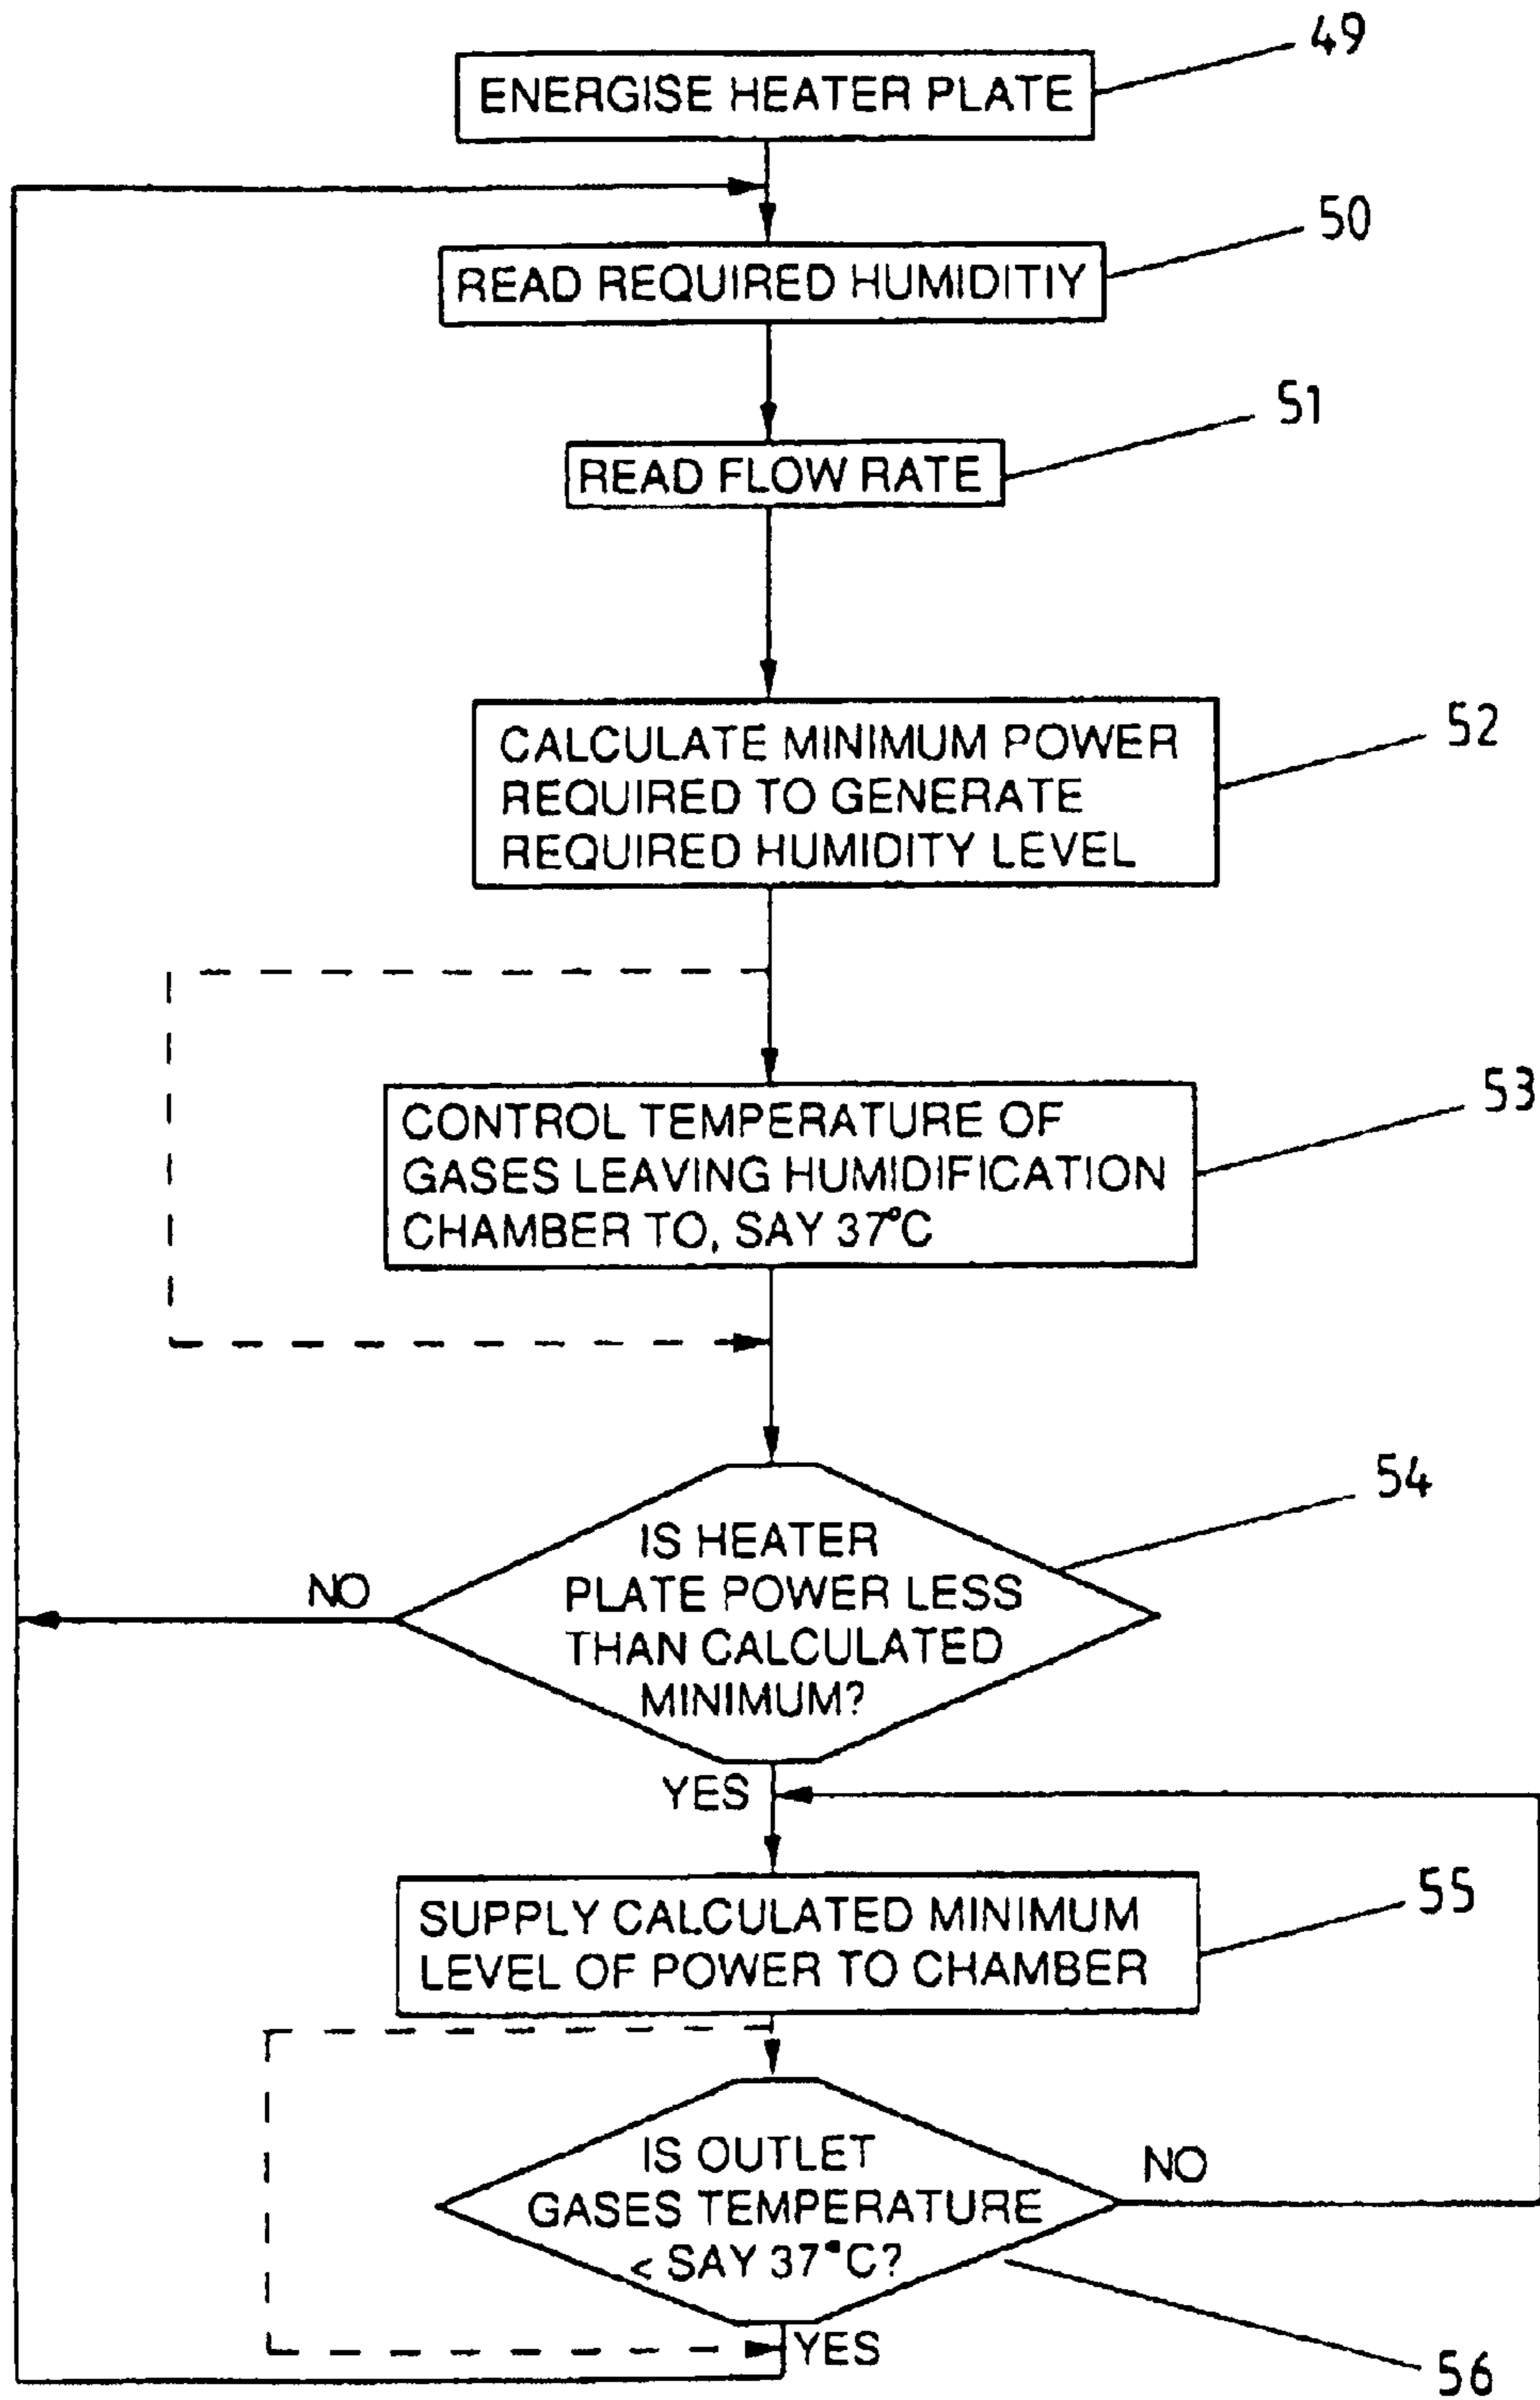 49
ENERGISE HEATER PLATE
50
READ REQUIRED HUMIDITIY
51
READ FLOW RATE
52
CALCULATE MINIMUM POWER
REQUIRED TO GENERATE
REQUIRED HUMIDITY LEVEL
53
CONTROL TEMPERATURE OF
GASES LEAVING HUMIDIFICATION
CHAMBER TO, SAY 37°C
54
IS HEATER
PLATE POWER LESS
THAN CALCULATED
MINIMUM?
NO
YES
55
SUPPLY CALCULATED MINIMUM
LEVEL OF POWER TO CHAMBER
IS OUTLET
GASES TEMPERATURE
< SAY 37°C?
NO
YES
56